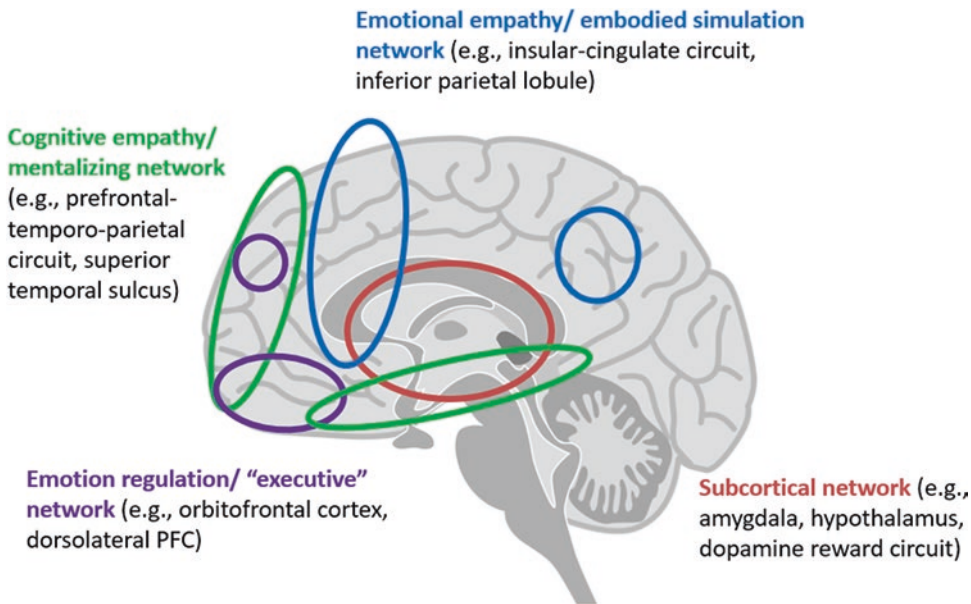 Emotional empathy/ embodied simulation
network (e.g., insular-cingulate circuit,
inferior parietal lobule)
Cognitive empathy/
mentalizing network
(e.g., prefrontal-
temporo-parietal
circuit, superior
temporal sulcus)
Emotion regulation/ “executive”
network (e.g., orbitofrontal cortex,
dorsolateral PFC)
Subcortical network (e.g.,
amygdala, hypothalamus,
dopamine reward circuit)